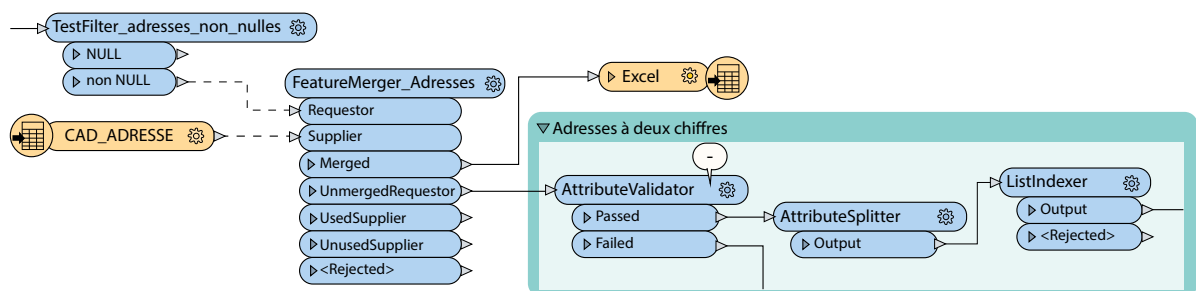 TestFilter_adresses_non_nulles
NULL
non NULL
CAD_ADRESSE
FeatureMerger_Adresses
Requestor
Supplier
Merged
UnmergedRequestor
UsedSupplier
UnusedSupplier
<Rejected>
Excel
Adresses à deux chiffres
-
AttributeValidator
Passed
Failed
AttributeSplitter
Output
ListIndexer
Output
<Rejected>